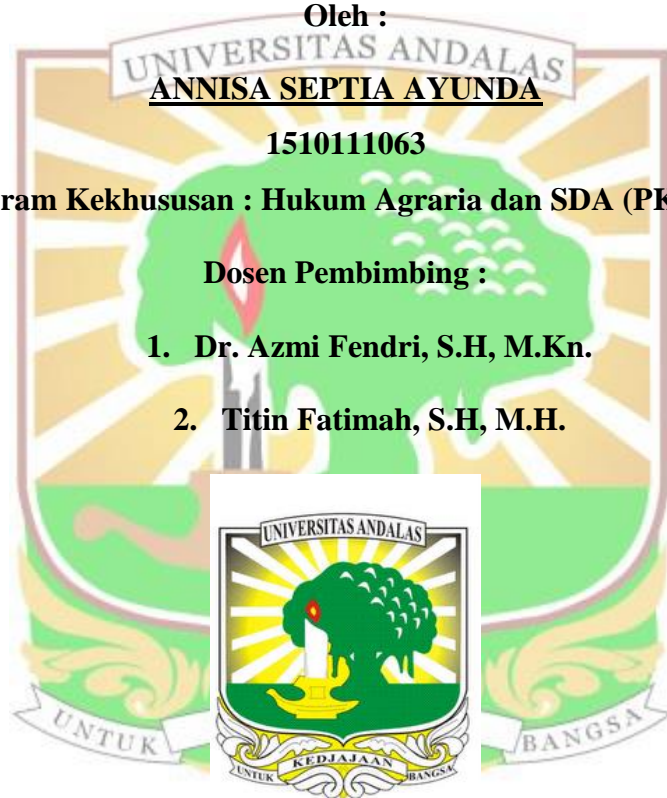 Oleh :
UNIVERSITAS ANDALAS
ANNISA SEPTIA AYUNDA
1510111063
ram Kekhususan : Hukum Agraria dan SDA (PK
Dosen Pembimbing :
1. Dr. Azmi Fendri, S.H, M.Kn.
2. Titin Fatimah, S.H, M.H.
UNIVERSITAS ANDALAS
UNTUK KEDJAJAAN BANGSA
UNTUK BANGSA